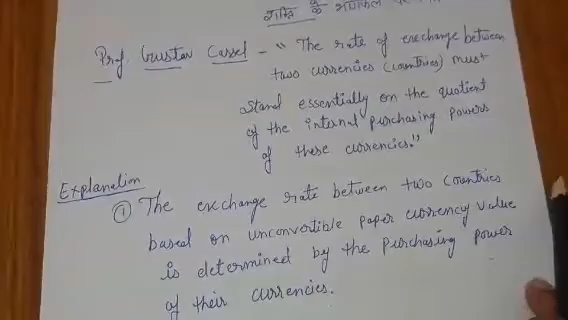 शक्ति के
Prof. Gustav Cassel - "The rate of exchange between
two currencies (countries) must
stand essentially on the quotient
of the internal purchasing powers
of these currencies."
Explanation
① The exchange rate between two countries
based on unconvertible paper currency value
is determined by the purchasing power
of their currencies.